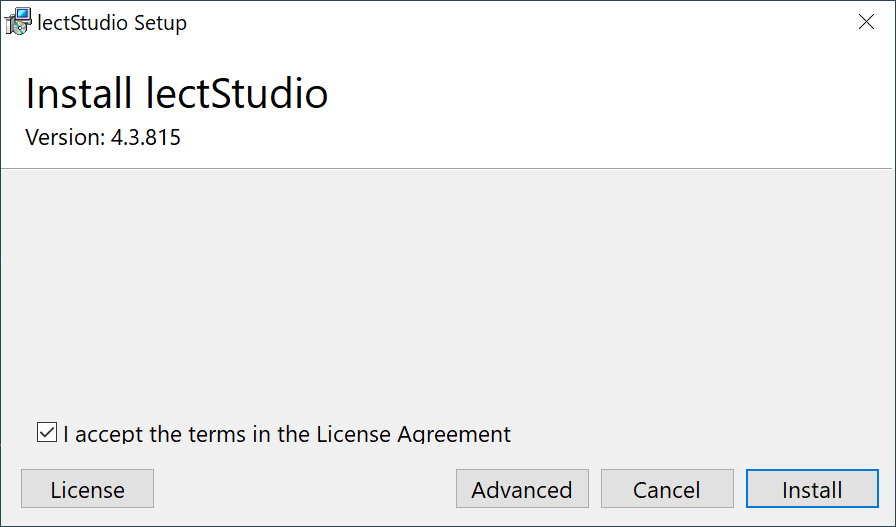 lectStudio Setup
Install lectStudio
Version: 4.3.815
I accept the terms in the License Agreement
License
Advanced
Cancel
Install